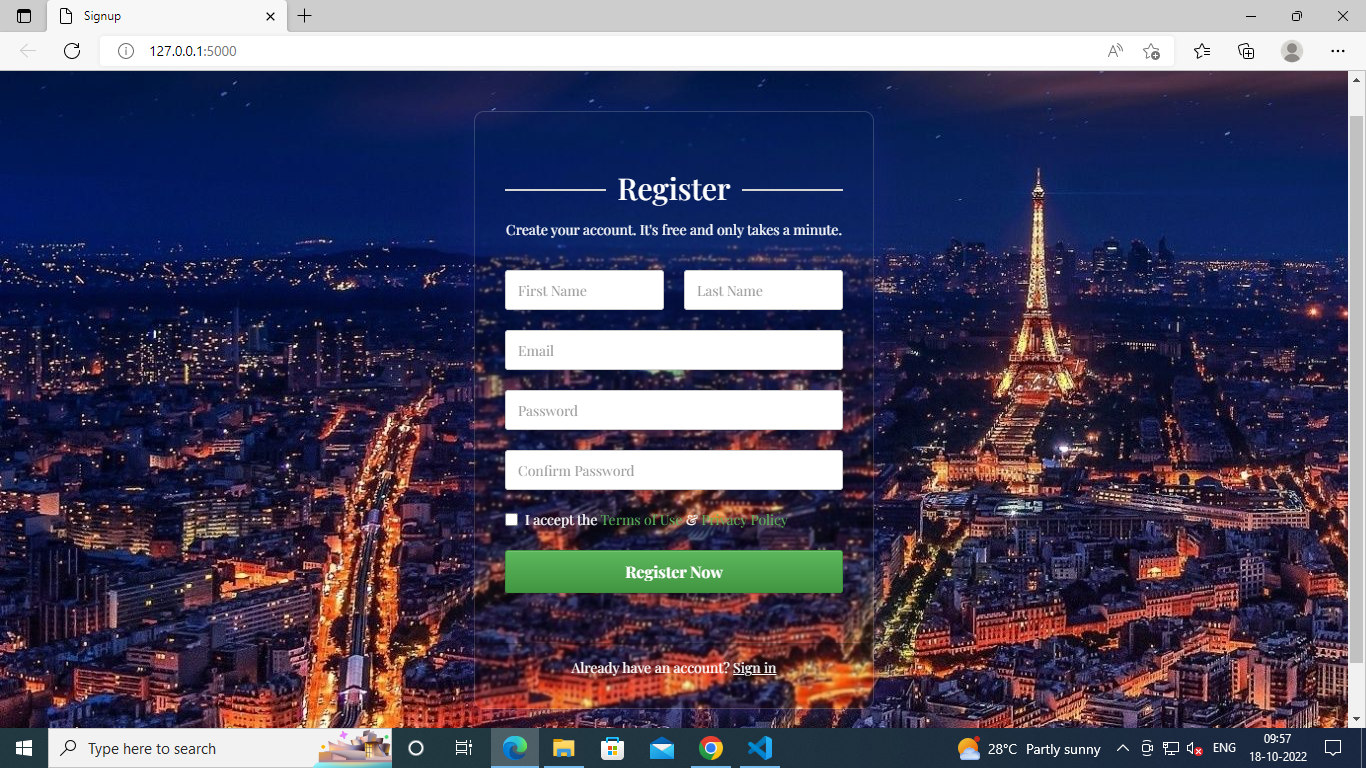 Signup
127.0.0.1:5000
Register
Create your account. It's free and only takes a minute.
First Name Last Name
Email
Password
Confirm Password
I accept the Terms of Use & Privacy Policy
Register Now
Already have an account? Sign in
Type here to search
28°C Partly sunny
ENG
09:57
18-10-2022